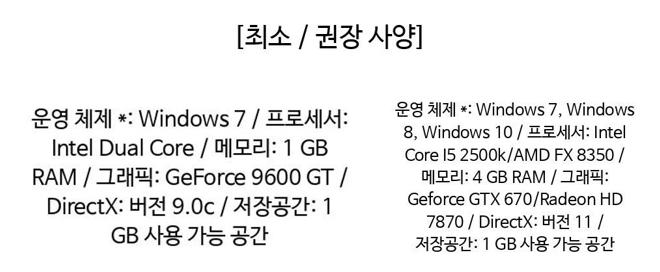 [최소 / 권장 사양]
운영 체제 *: Windows 7 / 프로세서:
Intel Dual Core / 메모리: 1 GB
RAM / 그래픽: GeForce 9600 GT /
DirectX: 버전 9.0c / 저장공간: 1
GB 사용 가능 공간
운영 체제 *: Windows 7, Windows
8, Windows 10 / 프로세서: Intel
Core I5 2500k/AMD FX 8350 /
메모리: 4 GB RAM / 그래픽:
Geforce GTX 670/Radeon HD
7870 / DirectX: 버전 11 /
저장공간: 1 GB 사용 가능 공간